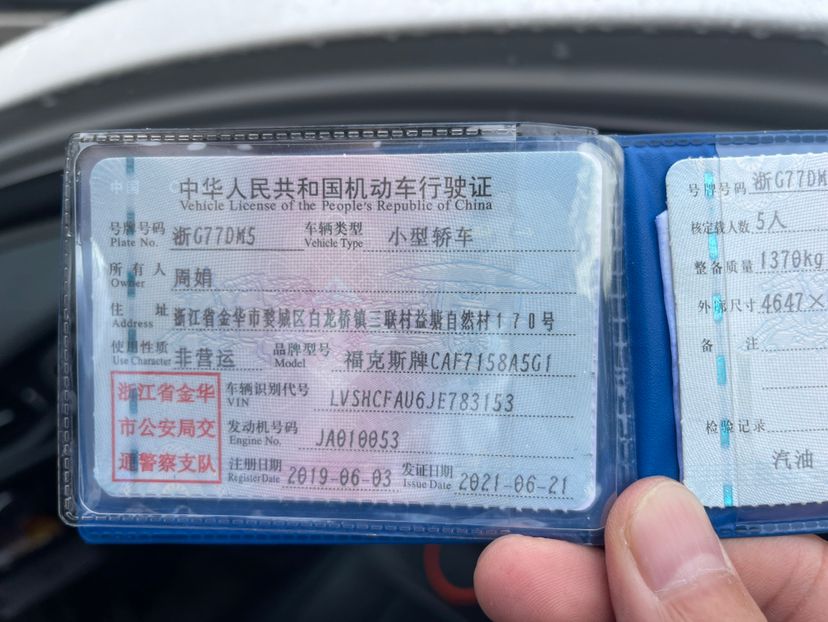 中华人民共和国机动车行驶证
Vehicle License of the People's Republic of China
号牌号码 浙G77DM5 车辆类型 小型轿车
Plate No. Vehicle Type
所有人 周娟
Owner
住址 浙江省金华市婺城区白龙桥镇三联村益塘自然村170号
Address
使用性质 非营运 品牌型号 福克斯牌CAF7158A5G1
Use Character Model
浙江省金华
市公安局交
通警察支队
车辆识别代号 LVSHCFAU6JE783153
VIN
发动机号码 JA010053
Engine No.
注册日期 2019-06-03 发证日期 2021-06-21
Register Date Issue Date
号牌号码 浙G77DM
核定载人数 5人
整备质量 1370kg
外廓尺寸 4647×
备注
检验记录
汽油